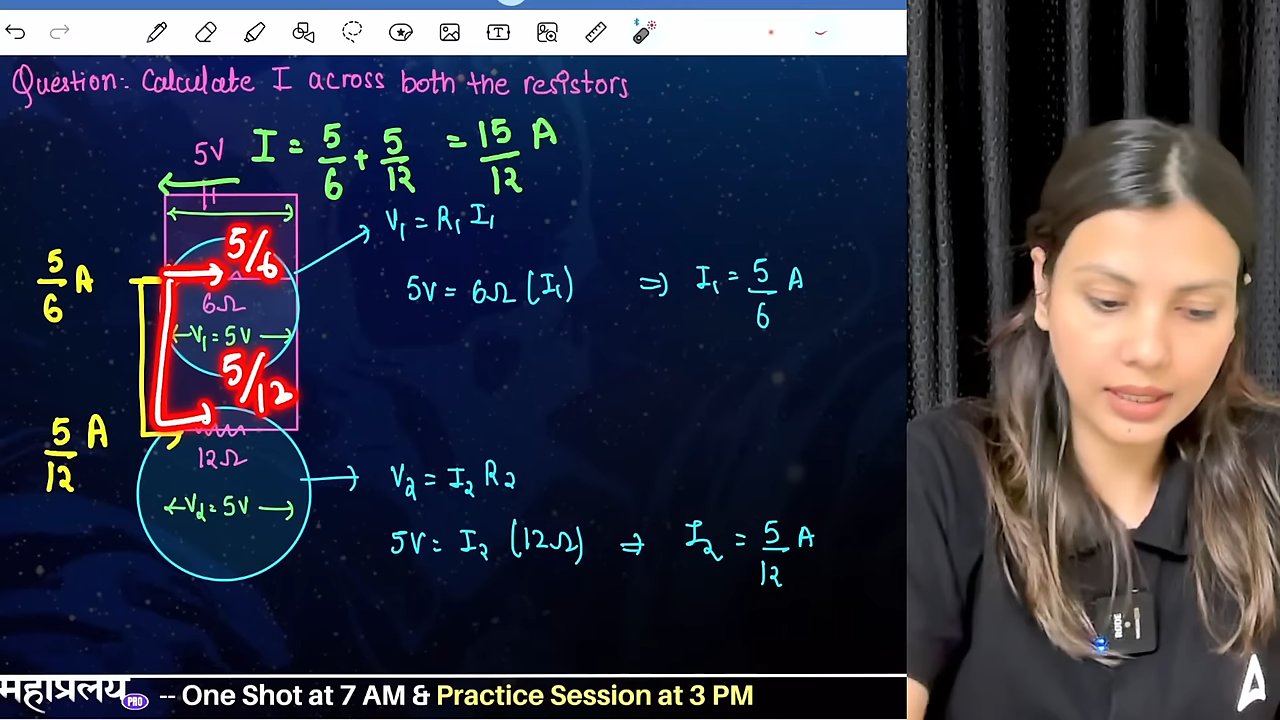 Question: Calculate I across both the resistors
5V
I = 5/6 + 5/12 = 15/12 A
V₁ = R₁ I₁
5/6
5/6 A
6Ω
5V = 6Ω (I₁) ⇒ I₁ = 5/6 A
V₁ = 5V
5/12
5/12 A
12Ω
V₂ = I₂ R₂
V₂ = 5V
5V = I₂ (12Ω) ⇒ I₂ = 5/12 A
RODE
महाप्रलय PRO -- One Shot at 7 AM & Practice Session at 3 PM